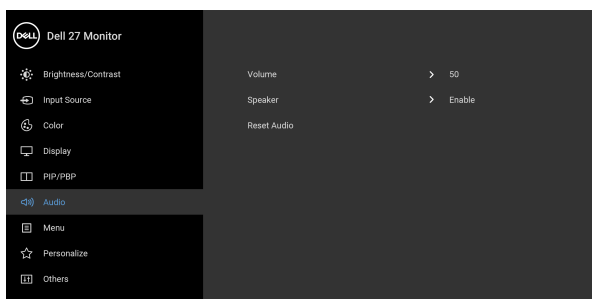 DELL Dell 27 Monitor
Brightness/Contrast
Input Source
Color
Display
PIP/PBP
Audio
Menu
Personalize
Others
Volume 50
Speaker Enable
Reset Audio